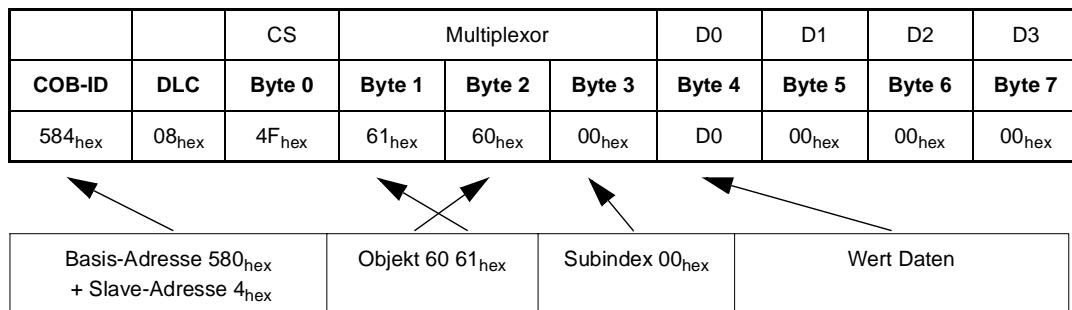 CS Multiplexor D0 D1 D2 D3
COB-ID DLC Byte 0 Byte 1 Byte 2 Byte 3 Byte 4 Byte 5 Byte 6 Byte 7
584hex 08hex 4Fhex 61hex 60hex 00hex D0 00hex 00hex 00hex
Basis-Adresse 580hex Objekt 60 61hex Subindex 00hex Wert Daten
+ Slave-Adresse 4hex